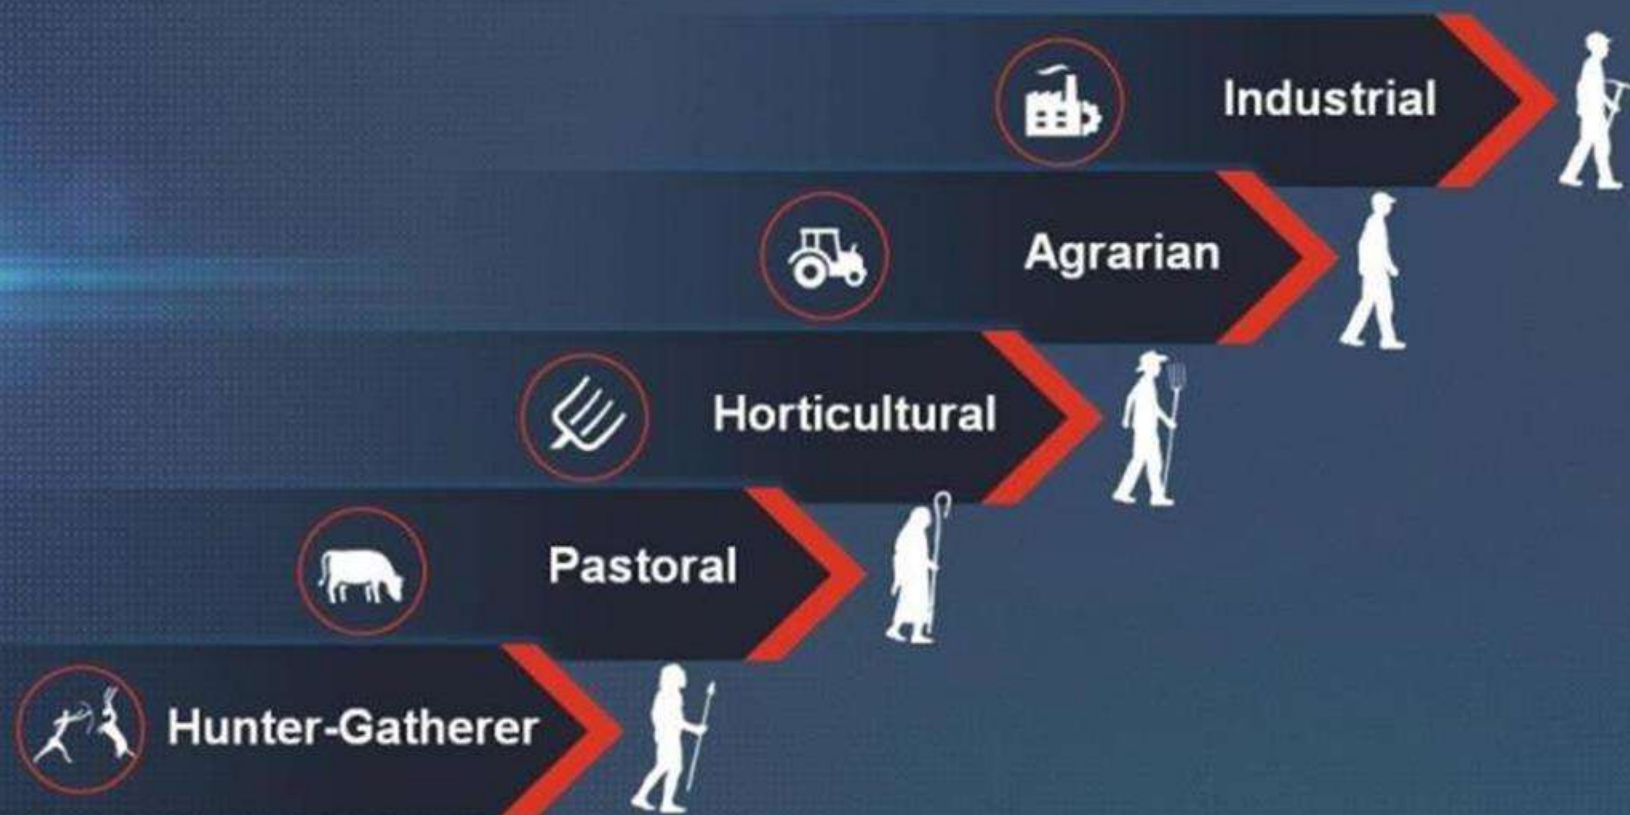 Industrial
Agrarian
Horticultural
Pastoral
Hunter-Gatherer